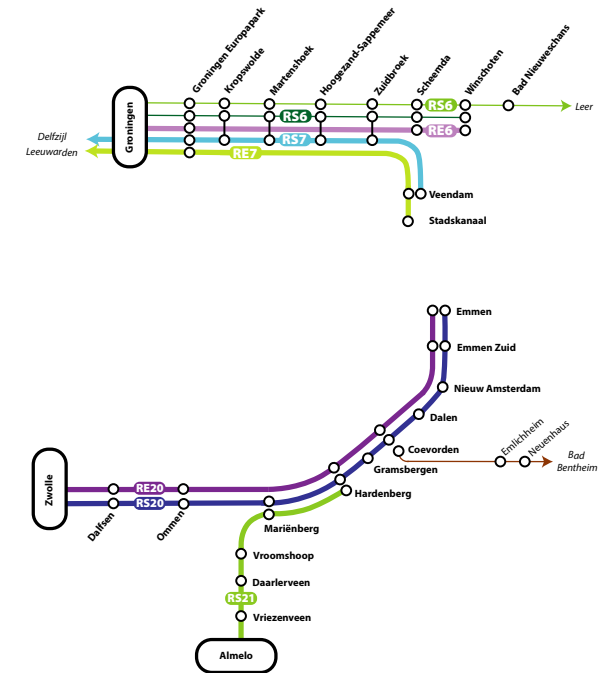 Groningen Europapark
Kropswolde
Martenshoek
Hoogezand-Sappemeer
Zuidbroek
Scheemda
Winschoten
Bad Nieuweschans
Groningen
RS6
Leer
RS6
RE6
Delfzijl
RS7
Leeuwarden
RE7
Veendam
Stadskanaal
Emmen
Emmen Zuid
Nieuw Amsterdam
Dalen
Coevorden
Emlichheim
Neuenhaus
Bad
Bentheim
Gramsbergen
Hardenberg
Zwolle
RE20
RS20
Dalfsen
Ommen
Mariënberg
Vroomshoop
Daarlerveen
RS21
Vriezenveen
Almelo